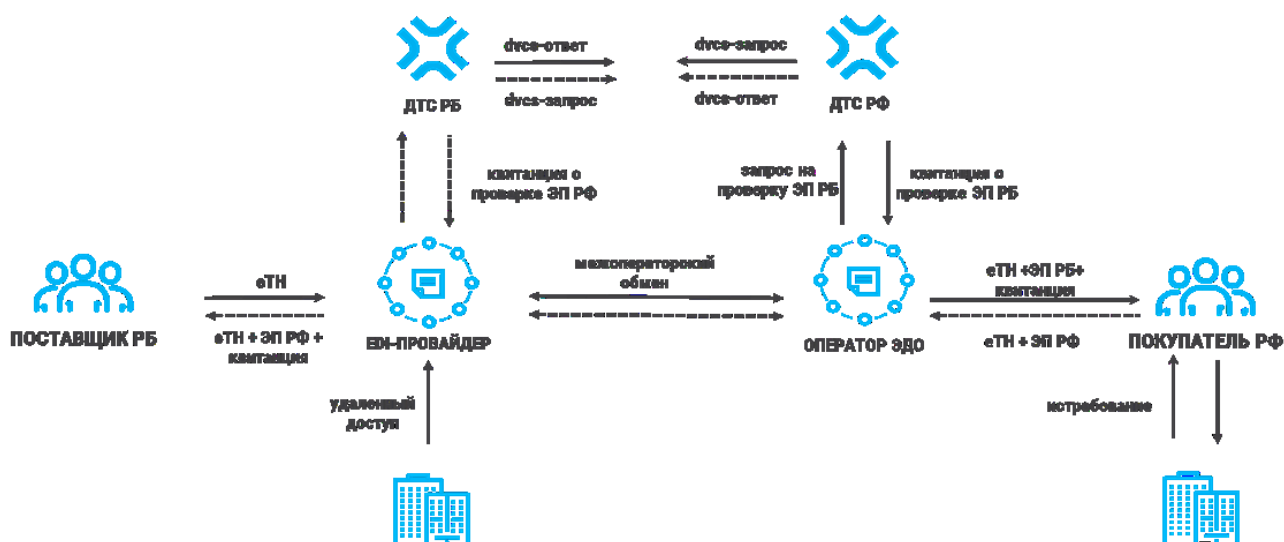 dvcs-ответ
dvcs-запрос
dvcs-запрос
dvcs-ответ
ДТС РБ
ДТС РФ
квитанция о
проверке ЭП РФ
запрос на
проверку ЭП РБ
квитанция о
проверке ЭП РБ
еТН
еТН + ЭП РФ +
квитанция
межоператорский
обмен
еТН +ЭП РБ+
квитанция
еТН + ЭП РФ
ПОСТАВЩИК РБ
EDI-ПРОВАЙДЕР
ОПЕРАТОР ЭДО
ПОКУПАТЕЛЬ РФ
удаленный
доступ
истребование